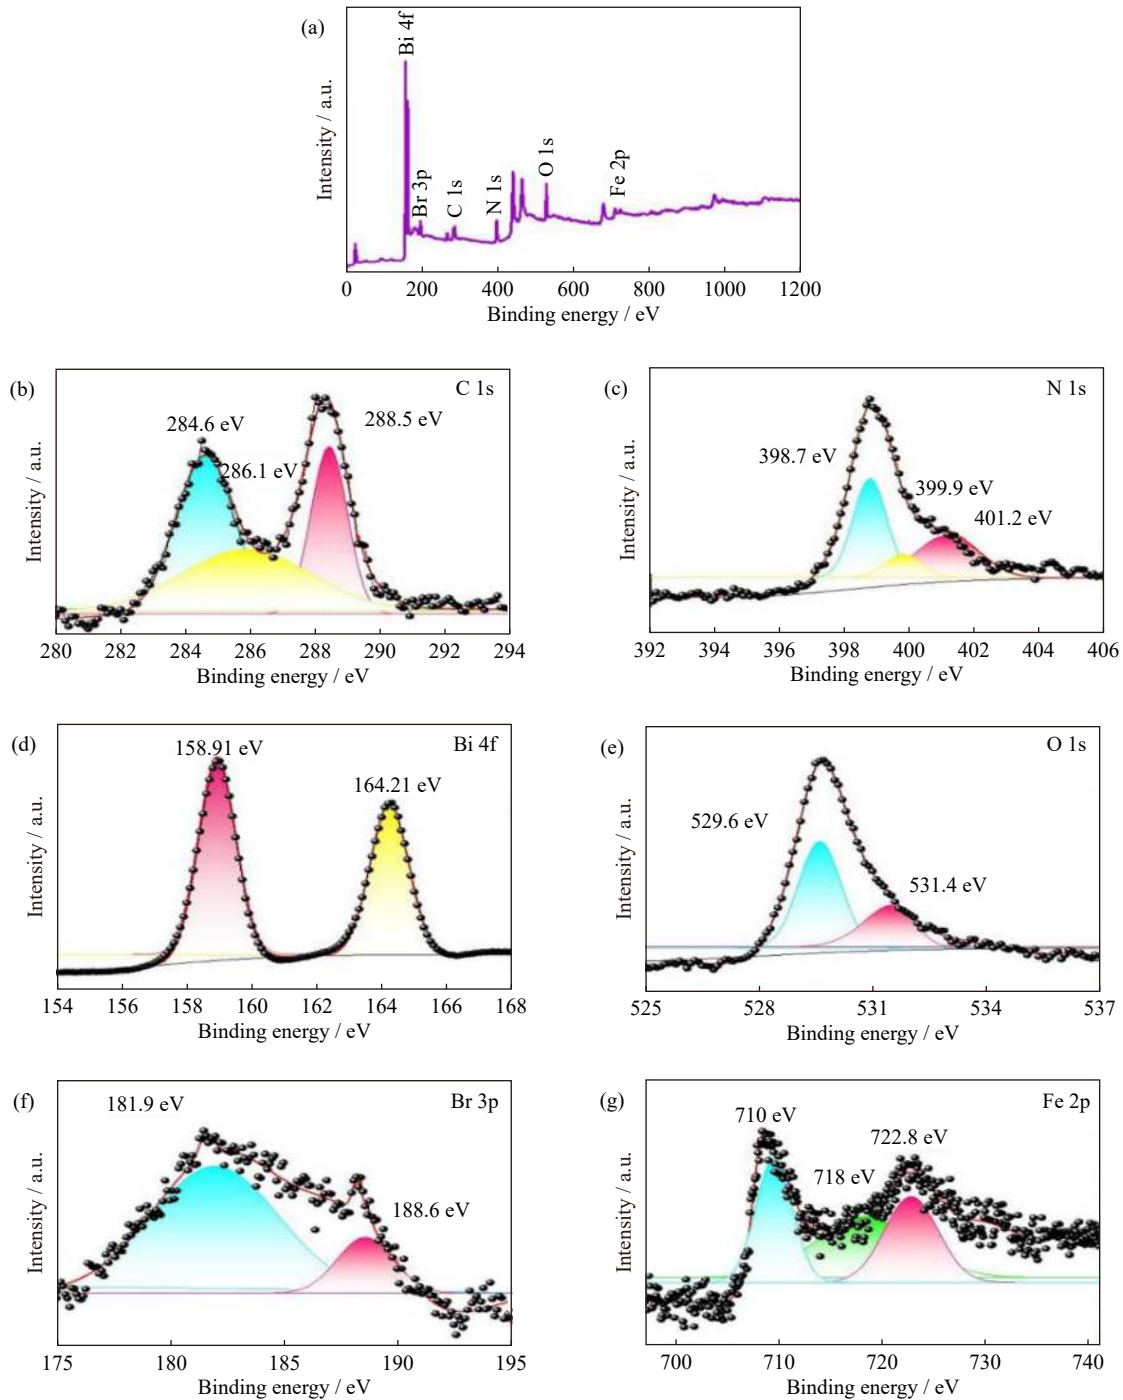 (a)
Bi 4f
Br 3p
C 1s
N 1s
O 1s
Fe 2p
Intensity / a.u.
0 200 400 600 800 1000 1200
Binding energy / eV
(b)
C 1s
284.6 eV
288.5 eV
286.1 eV
Intensity / a.u.
280 282 284 286 288 290 292 294
Binding energy / eV
(c)
N 1s
398.7 eV
399.9 eV
401.2 eV
Intensity / a.u.
392 394 396 398 400 402 404 406
Binding energy / eV
(d)
Bi 4f
158.91 eV
164.21 eV
Intensity / a.u.
154 156 158 160 162 164 166 168
Binding energy / eV
(e)
O 1s
529.6 eV
531.4 eV
Intensity / a.u.
525 528 531 534 537
Binding energy / eV
(f)
Br 3p
181.9 eV
188.6 eV
Intensity / a.u.
175 180 185 190 195
Binding energy / eV
(g)
Fe 2p
710 eV
722.8 eV
718 eV
Intensity / a.u.
700 710 720 730 740
Binding energy / eV